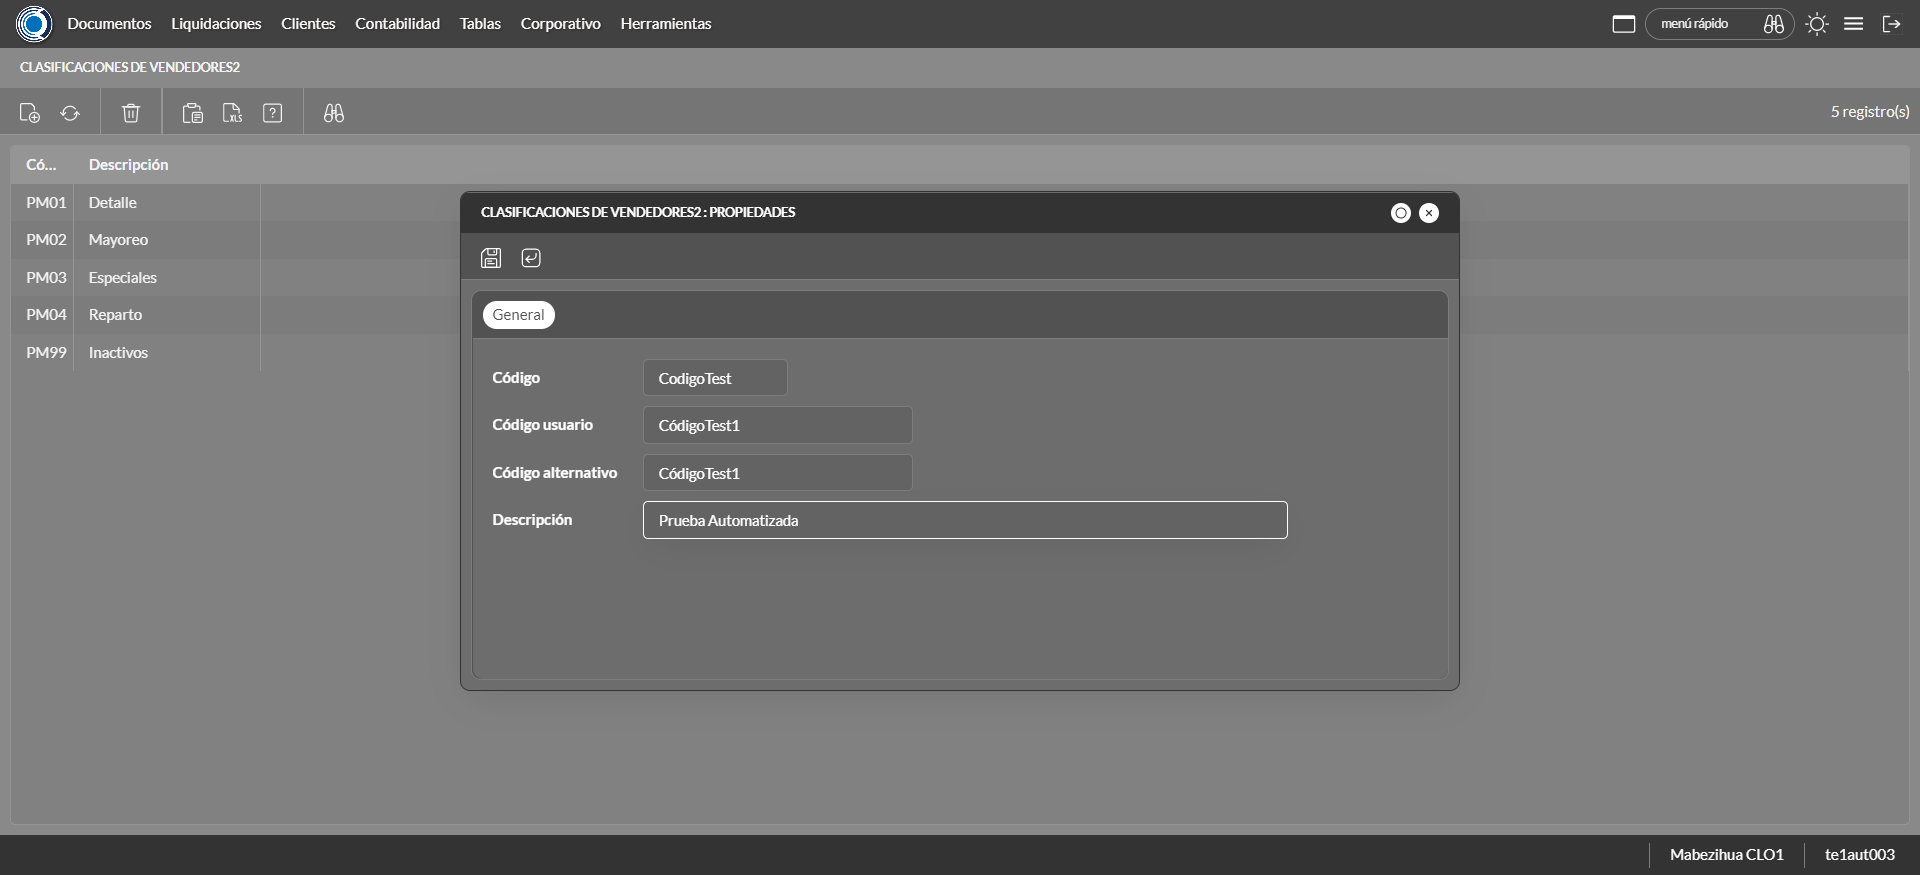 Documentos Liquidaciones Clientes Contabilidad Tablas Corporativo Herramientas menú rápido
CLASIFICACIONES DE VENDEDORES2
XLS ? 5 registro(s)
Có... Descripción
PM01 Detalle
PM02 Mayoreo
PM03 Especiales
PM04 Reparto
PM99 Inactivos
CLASIFICACIONES DE VENDEDORES2 : PROPIEDADES
General
Código CodigoTest
Código usuario CódigoTest1
Código alternativo CódigoTest1
Descripción Prueba Automatizada
Mabezihua CLO1 te1aut003